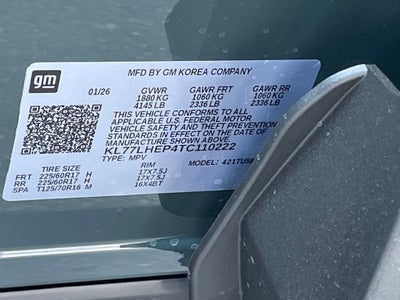 gm
MFD BY GM KOREA COMPANY
01/26 GVWR GAWR FRT GAWR RR
1880 KG 1060 KG 1060 KG
4145 LB 2336 LB 2336 LB
THIS VEHICLE CONFORMS TO ALL
APPLICABLE U.S. FEDERAL MOTOR
VEHICLE SAFETY AND THEFT PREVENTION
STANDARDS IN EFFECT ON THE DATE OF
MANUFACTURE SHOWN ABOVE.
KL77LHEP4TC110222
TYPE: MPV MODEL: 421TUS8
TIRE SIZE RIM
FRT 225/60R17 H 17X7.5J
RR 225/60R17 H 17X7.5J
SPA T125/70R16 M 16X4BT